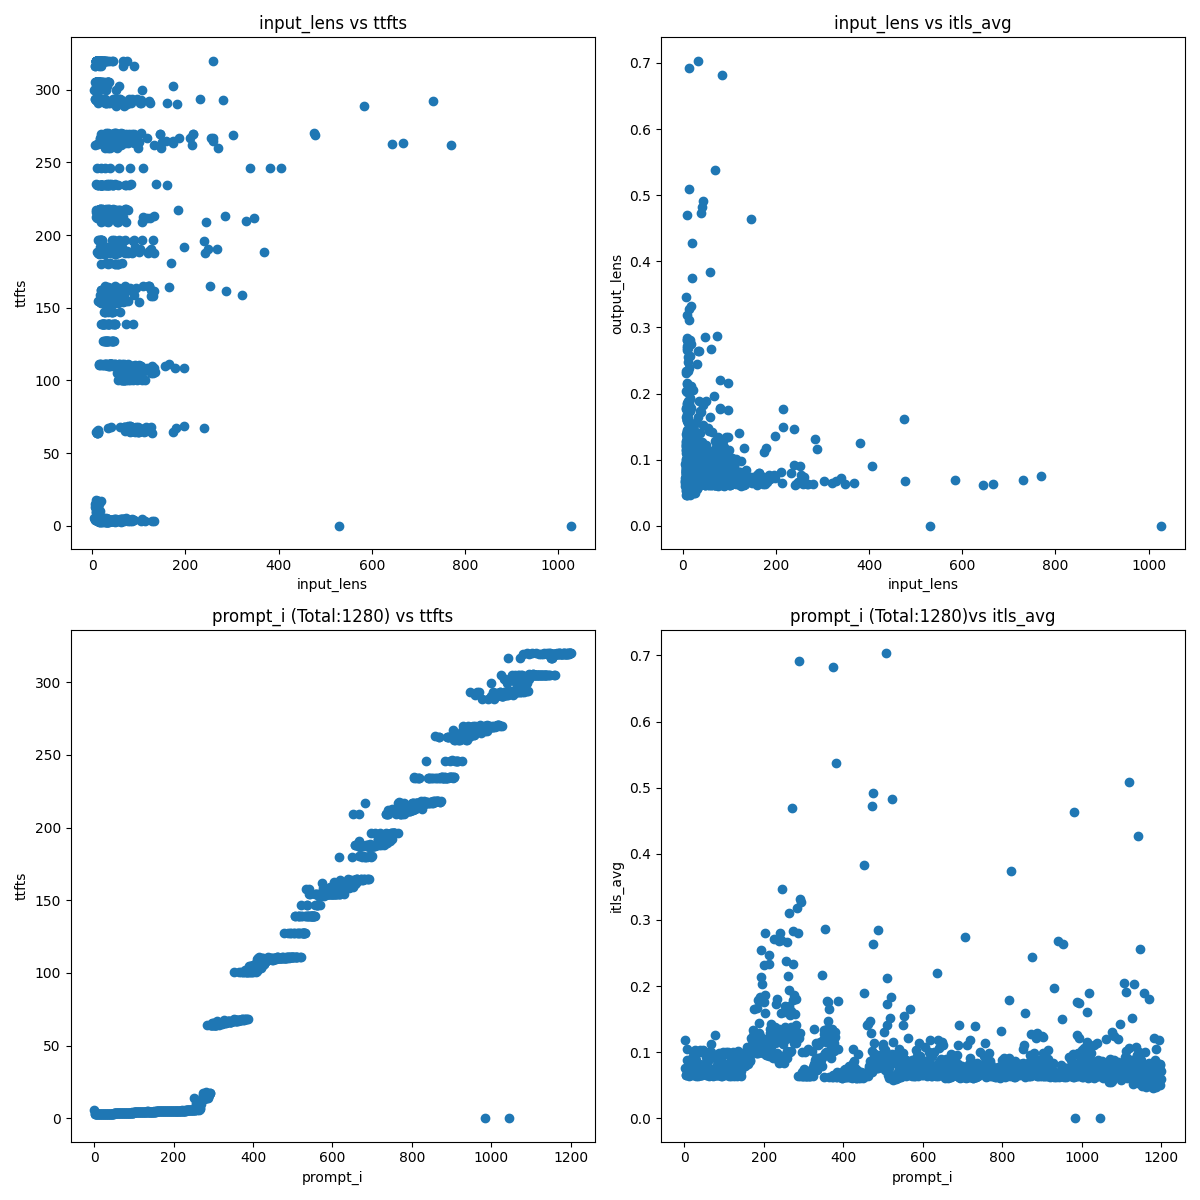 input_lens vs ttfts
ttfts
300
250
200
150
100
50
0
0 200 400 600 800 1000
input_lens
input_lens vs itls_avg
output_lens
0.7
0.6
0.5
0.4
0.3
0.2
0.1
0.0
0 200 400 600 800 1000
input_lens
prompt_i (Total:1280) vs ttfts
ttfts
300
250
200
150
100
50
0
0 200 400 600 800 1000 1200
prompt_i
prompt_i (Total:1280)vs itls_avg
itls_avg
0.7
0.6
0.5
0.4
0.3
0.2
0.1
0.0
0 200 400 600 800 1000 1200
prompt_i